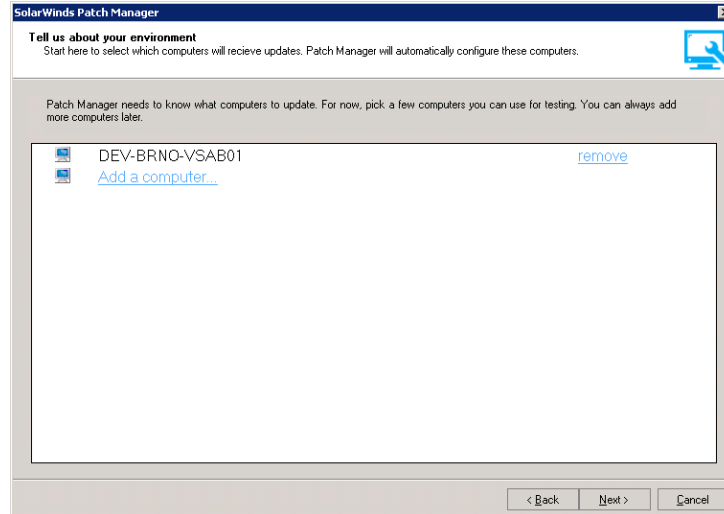 SolarWinds Patch Manager
Tell us about your environment
Start here to select which computers will recieve updates. Patch Manager will automatically configure these computers.
Patch Manager needs to know what computers to update. For now, pick a few computers you can use for testing. You can always add
more computers later.
DEV-BRNO-VSAB01 remove
Add a computer...
< Back Next > Cancel